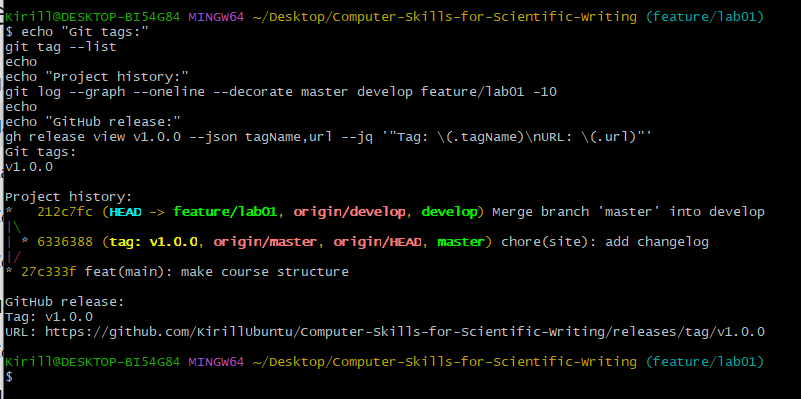 Kirill@DESKTOP-BI54G84 MINGW64 ~/Desktop/Computer-Skills-for-Scientific-Writing (feature/lab01)
$ echo "Git tags:"
git tag --list
echo
echo "Project history:"
git log --graph --oneline --decorate master develop feature/lab01 -10
echo
echo "GitHub release:"
gh release view v1.0.0 --json tagName,url --jq '"Tag: \(.tagName)\nURL: \(.url)"'
Git tags:
v1.0.0

Project history:
*   212c7fc (HEAD -> feature/lab01, origin/develop, develop) Merge branch 'master' into develop
|\
| * 6336388 (tag: v1.0.0, origin/master, origin/HEAD, master) chore(site): add changelog
|/
* 27c333f feat(main): make course structure

GitHub release:
Tag: v1.0.0
URL: https://github.com/KirillUbuntu/Computer-Skills-for-Scientific-Writing/releases/tag/v1.0.0

Kirill@DESKTOP-BI54G84 MINGW64 ~/Desktop/Computer-Skills-for-Scientific-Writing (feature/lab01)
$